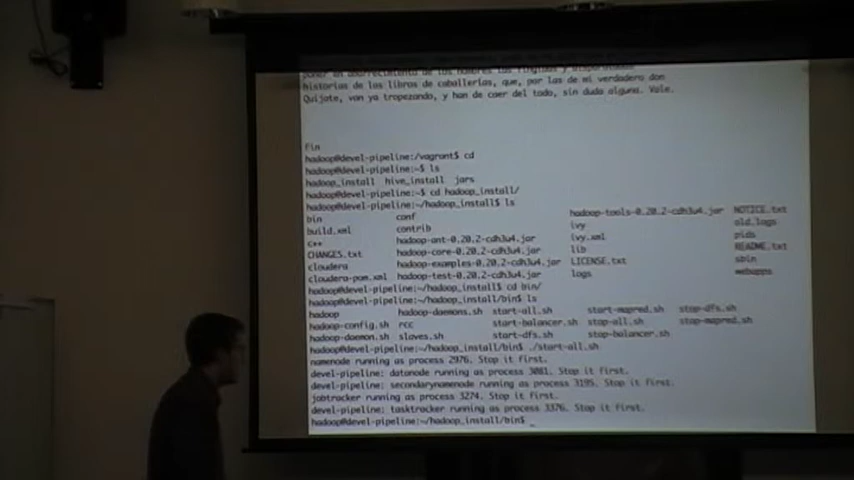 poner en aborrecimiento de los hombres las fingidas y disparatadas
historias de los libros de caballerías, que, por las de mi verdadero don
Quijote, van ya tropezando, y han de caer del todo, sin duda alguna. Vale.
Fin
hadoop@devel-pipeline:/vagrant$ cd
hadoop@devel-pipeline:~$ ls
hadoop_install  hive_install  jars
hadoop@devel-pipeline:~$ cd hadoop_install/
hadoop@devel-pipeline:~/hadoop_install$ ls
bin  conf  hadoop-tools-0.20.2-cdh3u4.jar  NOTICE.txt
build.xml  contrib  ivy  old.logs
c++  hadoop-ant-0.20.2-cdh3u4.jar  ivy.xml  pids
CHANGES.txt  hadoop-core-0.20.2-cdh3u4.jar  lib  README.txt
cloudera  hadoop-examples-0.20.2-cdh3u4.jar  LICENSE.txt  sbin
cloudera-pom.xml  hadoop-test-0.20.2-cdh3u4.jar  logs  webapps
hadoop@devel-pipeline:~/hadoop_install$ cd bin/
hadoop@devel-pipeline:~/hadoop_install/bin$ ls
hadoop  hadoop-daemons.sh  start-all.sh  start-mapred.sh  stop-dfs.sh
hadoop-config.sh  rcc  start-balancer.sh  stop-all.sh  stop-mapred.sh
hadoop-daemon.sh  slaves.sh  start-dfs.sh  stop-balancer.sh
hadoop@devel-pipeline:~/hadoop_install/bin$ ./start-all.sh
namenode running as process 2976. Stop it first.
devel-pipeline: datanode running as process 3081. Stop it first.
devel-pipeline: secondarynamenode running as process 3195. Stop it first.
jobtracker running as process 3274. Stop it first.
devel-pipeline: tasktracker running as process 3376. Stop it first.
hadoop@devel-pipeline:~/hadoop_install/bin$ _